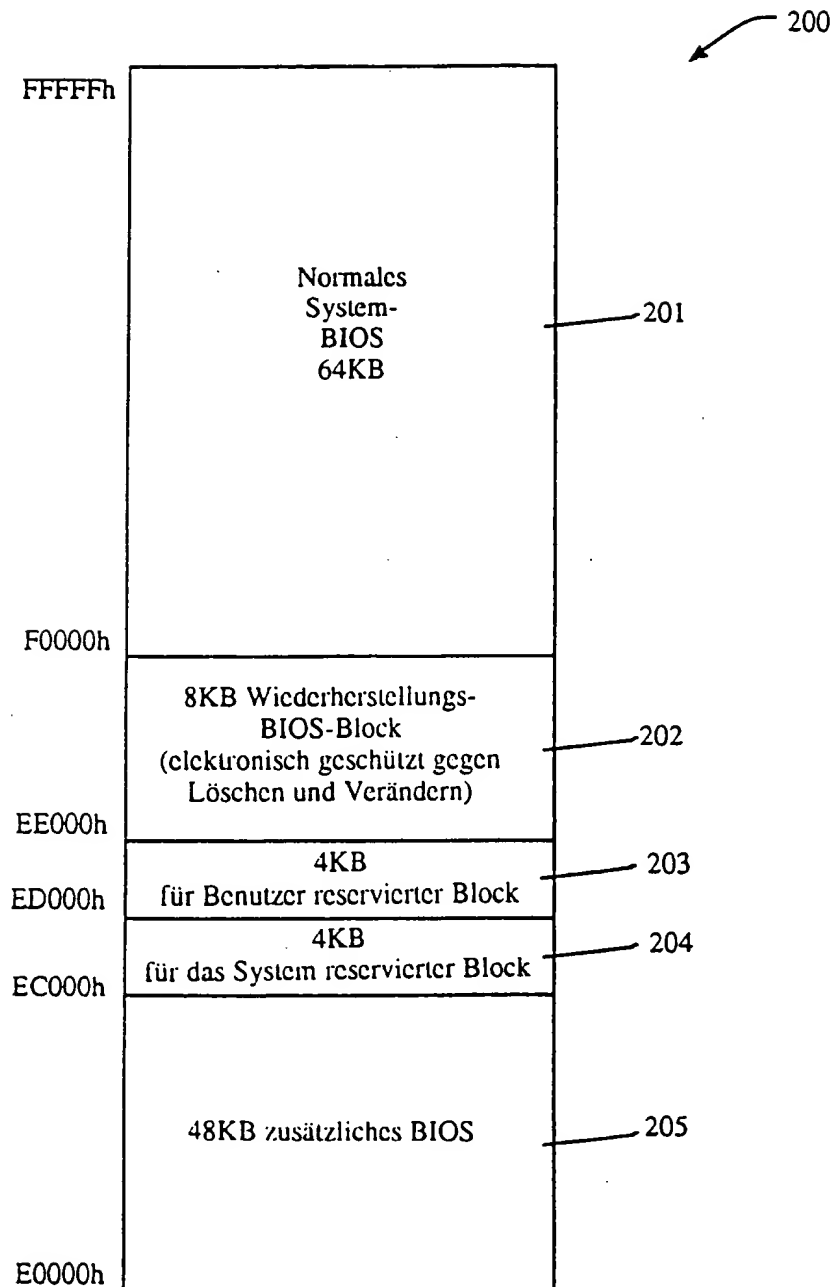 200
FFFFFh
Normales
System-
BIOS
64KB
201
F0000h
8KB Wiederherstellungs-
BIOS-Block
(elektronisch geschützt gegen
Löschen und Verändern)
202
EE000h
4KB
für Benutzer reservierter Block
203
ED000h
4KB
für das System reservierter Block
204
EC000h
48KB zusätzliches BIOS
205
E0000h